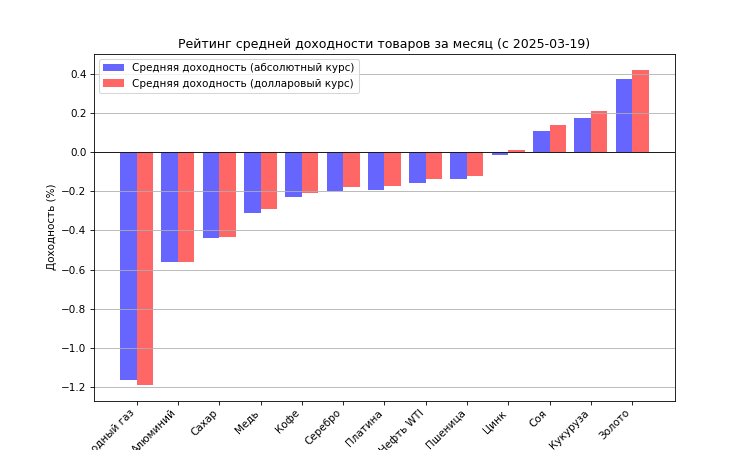 Рейтинг средней доходности товаров за месяц (с 2025-03-19)
Средняя доходность (абсолютный курс)
Средняя доходность (долларовый курс)
Доходность (%)
0.4
0.2
0.0
−0.2
−0.4
−0.6
−0.8
−1.0
−1.2
одный газ
Алюминий
Сахар
Медь
Кофе
Серебро
Платина
Нефть WTI
Пшеница
Цинк
Соя
Кукуруза
Золото